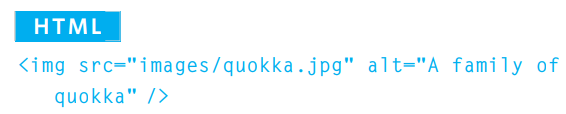 HTML
<img src="images/quokka.jpg" alt="A family of
quokka" />